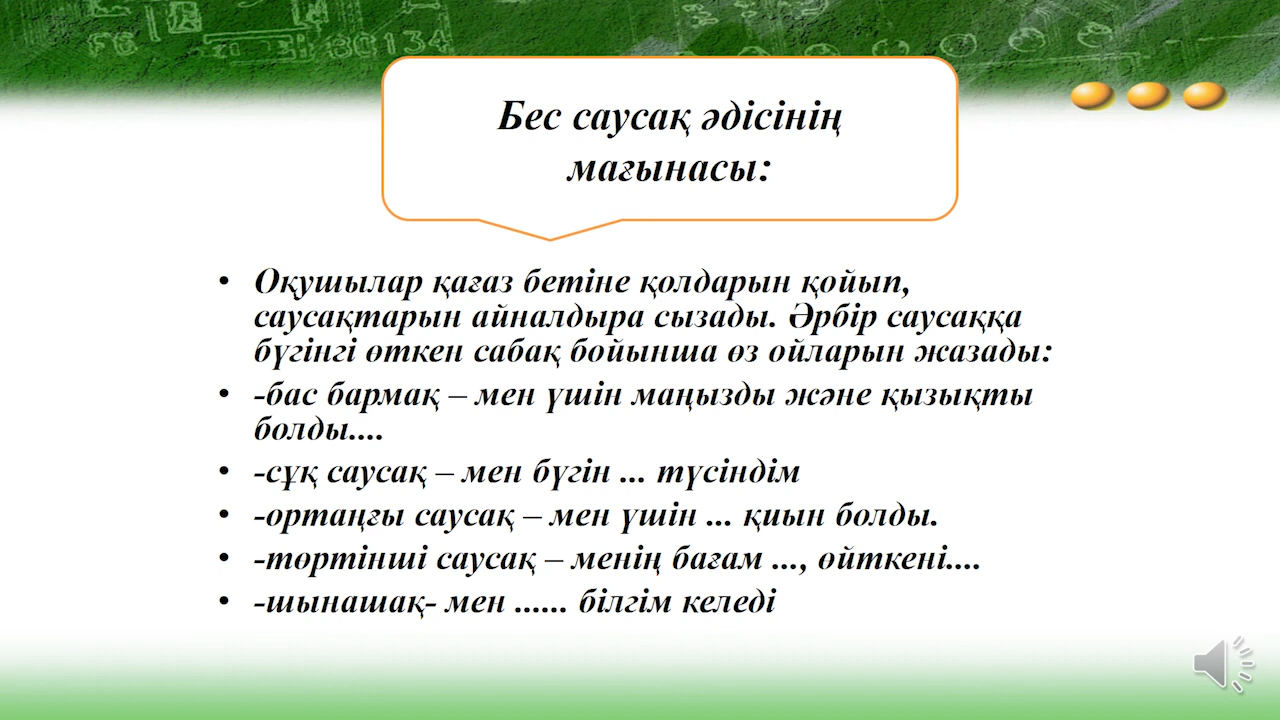 Бес саусақ әдісінің
мағынасы:
• Оқушылар қағаз бетіне қолдарын қойып,
саусақтарын айналдыра сызады. Әрбір саусаққа
бүгінгі өткен сабақ бойынша өз ойларын жазады:
• -бас бармақ – мен үшін маңызды және қызықты
болды....
• -сұқ саусақ – мен бүгін ... түсіндім
• -ортаңғы саусақ – мен үшін ... қиын болды.
• -төртінші саусақ – менің бағам ..., өйткені....
• -шынашақ- мен ...... білгім келеді